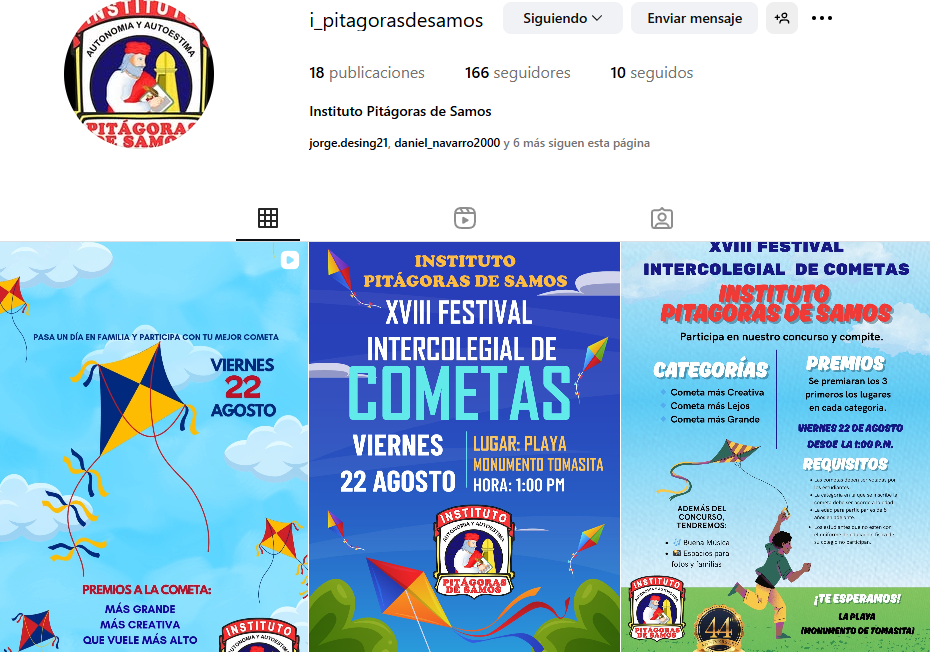 INSTITUTO
AUTONOMIA Y AUTOESTIMA
PITÁGORAS
DE SAMOS
i_pitagorasdesamos
Siguiendo
Enviar mensaje
18 publicaciones
166 seguidores
10 seguidos
Instituto Pitágoras de Samos
jorge.desing21, daniel_navarro2000 y 6 más siguen esta página
PASA UN DÍA EN FAMILIA Y PARTICIPA CON TU MEJOR COMETA
VIERNES
22
AGOSTO
PREMIOS A LA COMETA:
MÁS GRANDE
MÁS CREATIVA
QUE VUELE MÁS ALTO
INSTITUTO
AUTONOMIA Y AUTOESTIMA
INSTITUTO
PITÁGORAS DE SAMOS
XVIII FESTIVAL
INTERCOLEGIAL DE
COMETAS
VIERNES
22 AGOSTO
LUGAR: PLAYA
MONUMENTO TOMASITA
HORA: 1:00 PM
INSTITUTO
AUTONOMIA Y AUTOESTIMA
PITÁGORAS
DE SAMOS
XVIII FESTIVAL
INTERCOLEGIAL DE COMETAS
INSTITUTO
PITAGORAS DE SAMOS
Participa en nuestro concurso y compite.
CATEGORÍAS
Cometa más Creativa
Cometa más Lejos
Cometa más Grande
PREMIOS
Se premiaran los 3
primeros los lugares
en cada categoria.
VIERNES 22 DE AGOSTO
DESDE LA 1:00 P.M.
REQUISITOS
ADEMÁS DEL
CONCURSO,
TENDREMOS:
Buena Música
Espacios para
fotos y familias
INSTITUTO
PITÁGORAS
DE SAMOS
44
¡TE ESPERAMOS!
LA PLAYA
(MONUMENTO DE TOMASITA)